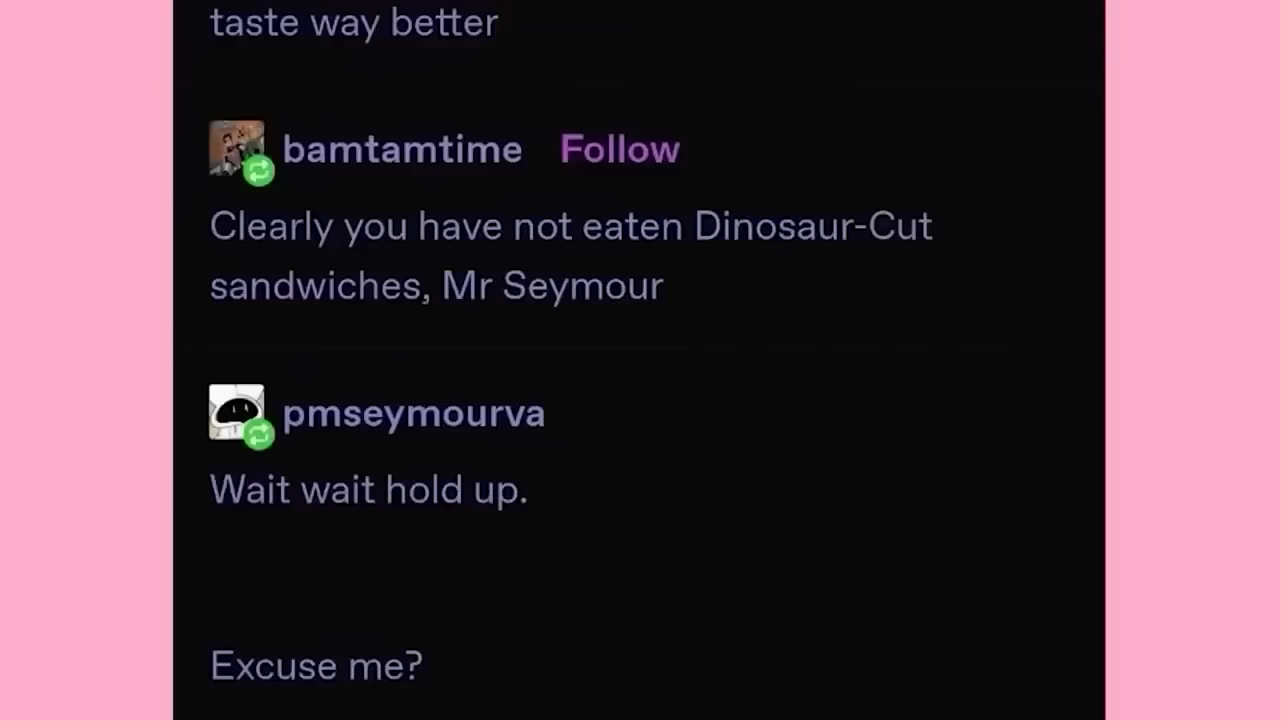 taste way better
bamtamtime Follow
Clearly you have not eaten Dinosaur-Cut
sandwiches, Mr Seymour
pmseymourva
Wait wait hold up.
Excuse me?